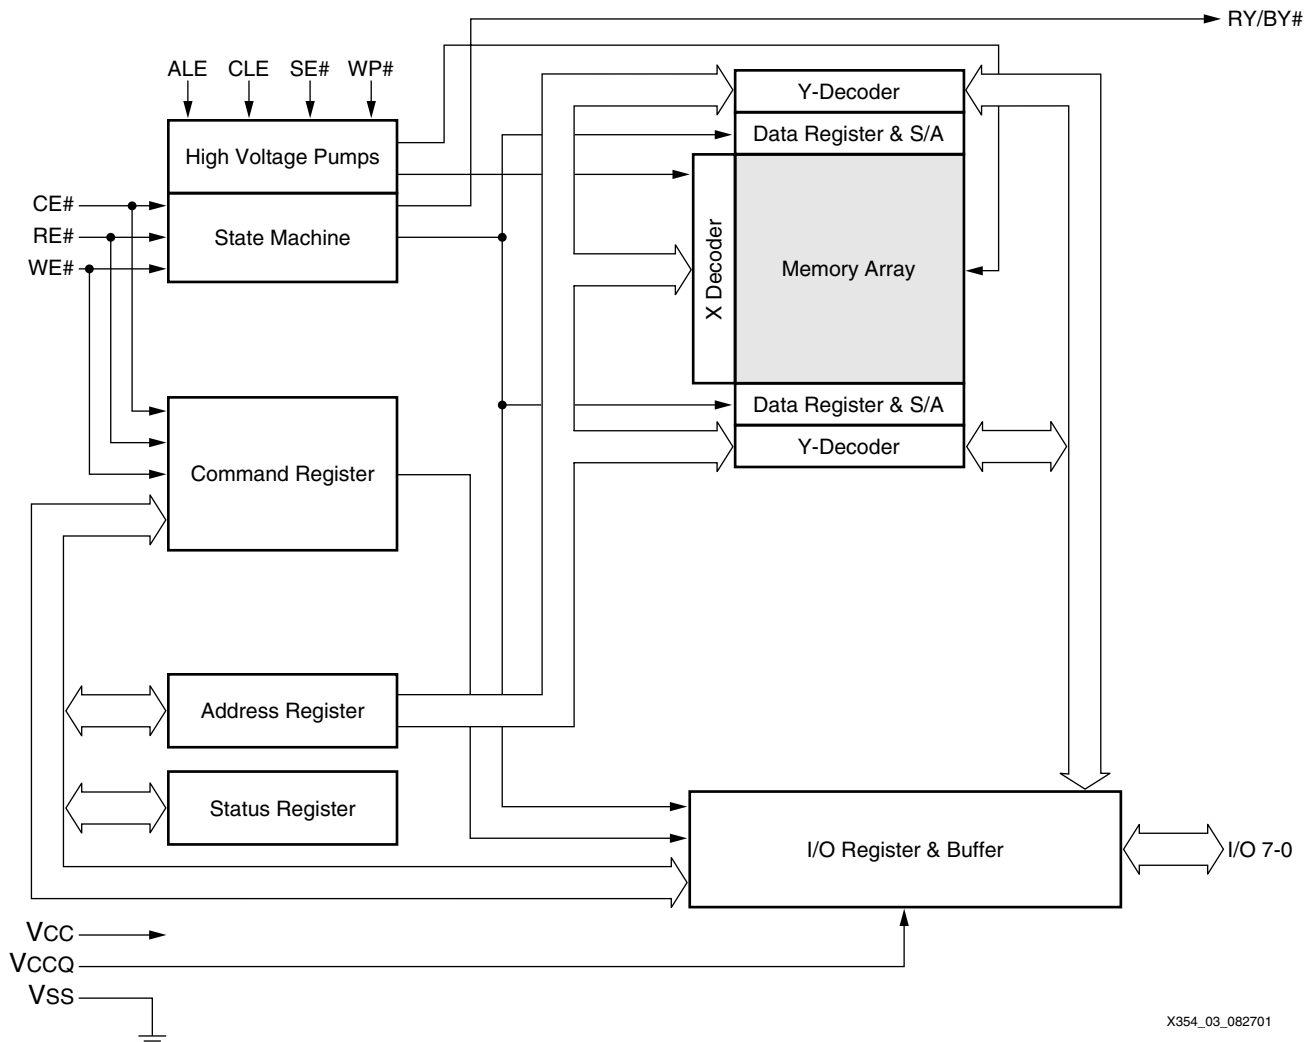 RY/BY#
ALE CLE SE# WP#
Y-Decoder
Data Register & S/A
High Voltage Pumps
CE#
RE#
WE#
State Machine
X Decoder
Memory Array
Data Register & S/A
Y-Decoder
Command Register
Address Register
Status Register
I/O Register & Buffer
I/O 7-0
VCC
VCCQ
VSS
X354_03_082701